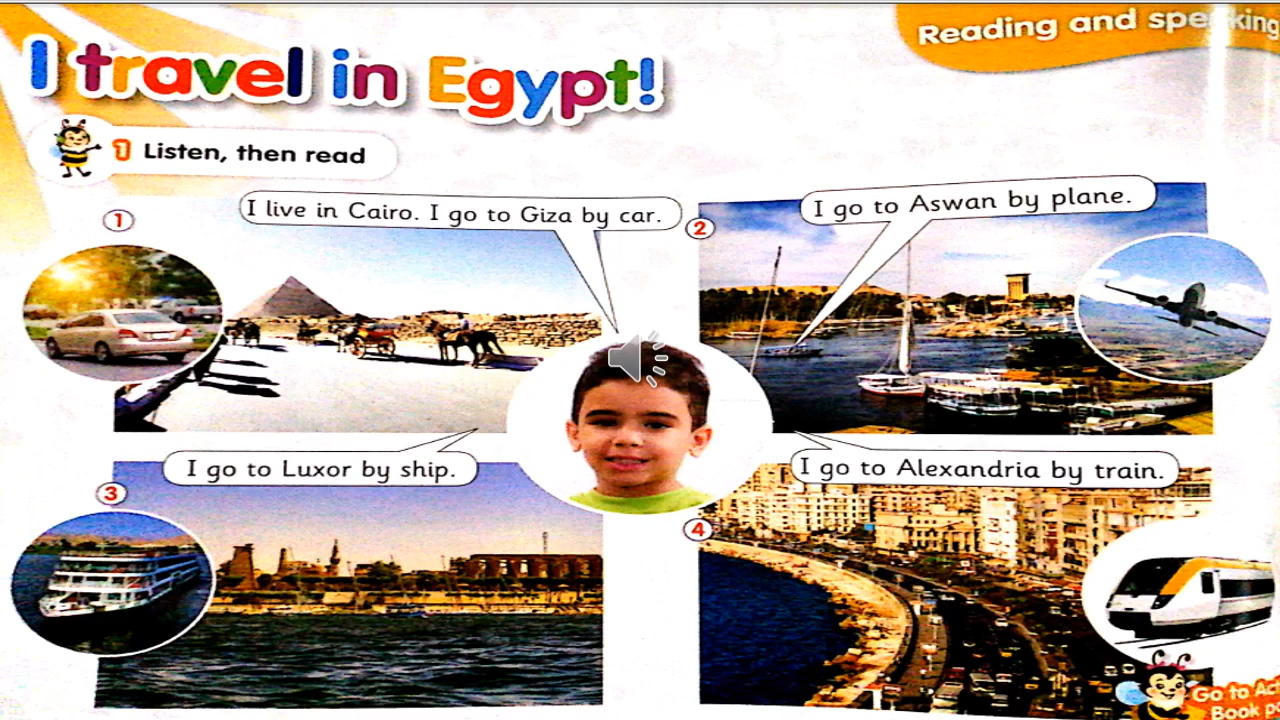 Reading and speaking
I travel in Egypt!
1 Listen, then read
1
I live in Cairo. I go to Giza by car.
2
I go to Aswan by plane.
3
I go to Luxor by ship.
4
I go to Alexandria by train.
Go to
Book